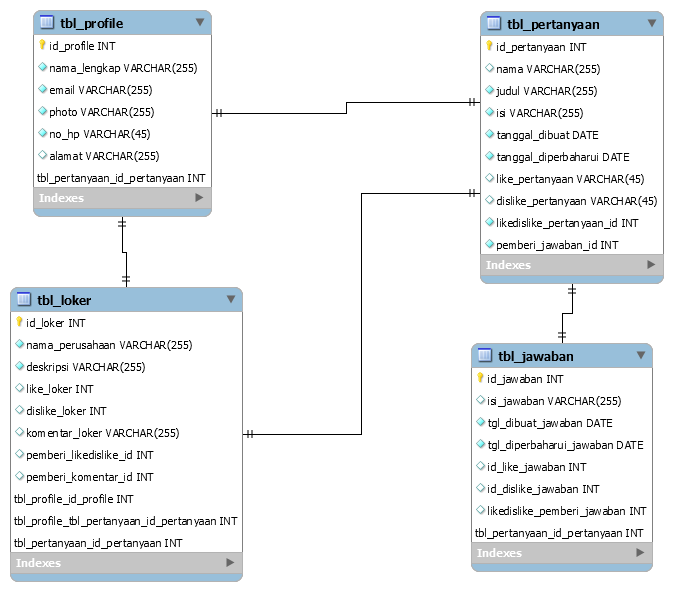 tbl_profile
id_profile INT
nama_lengkap VARCHAR(255)
email VARCHAR(255)
photo VARCHAR(255)
no_hp VARCHAR(45)
alamat VARCHAR(255)
tbl_pertanyaan_id_pertanyaan INT
Indexes
tbl_pertanyaan
id_pertanyaan INT
nama VARCHAR(255)
judul VARCHAR(255)
isi VARCHAR(255)
tanggal_dibuat DATE
tanggal_diperbaharui DATE
like_pertanyaan VARCHAR(45)
dislike_pertanyaan VARCHAR(45)
likedislike_pertanyaan_id INT
pemberi_jawaban_id INT
Indexes
tbl_loker
id_loker INT
nama_perusahaan VARCHAR(255)
deskripsi VARCHAR(255)
like_loker INT
dislike_loker INT
komentar_loker VARCHAR(255)
pemberi_likedislike_id INT
pemberi_komentar_id INT
tbl_profile_id_profile INT
tbl_profile_tbl_pertanyaan_id_pertanyaan INT
tbl_pertanyaan_id_pertanyaan INT
Indexes
tbl_jawaban
id_jawaban INT
isi_jawaban VARCHAR(255)
tgl_dibuat_jawaban DATE
tgl_diperbaharui_jawaban DATE
id_like_jawaban INT
id_dislike_jawaban INT
likedislike_pemberi_jawaban INT
tbl_pertanyaan_id_pertanyaan INT
Indexes